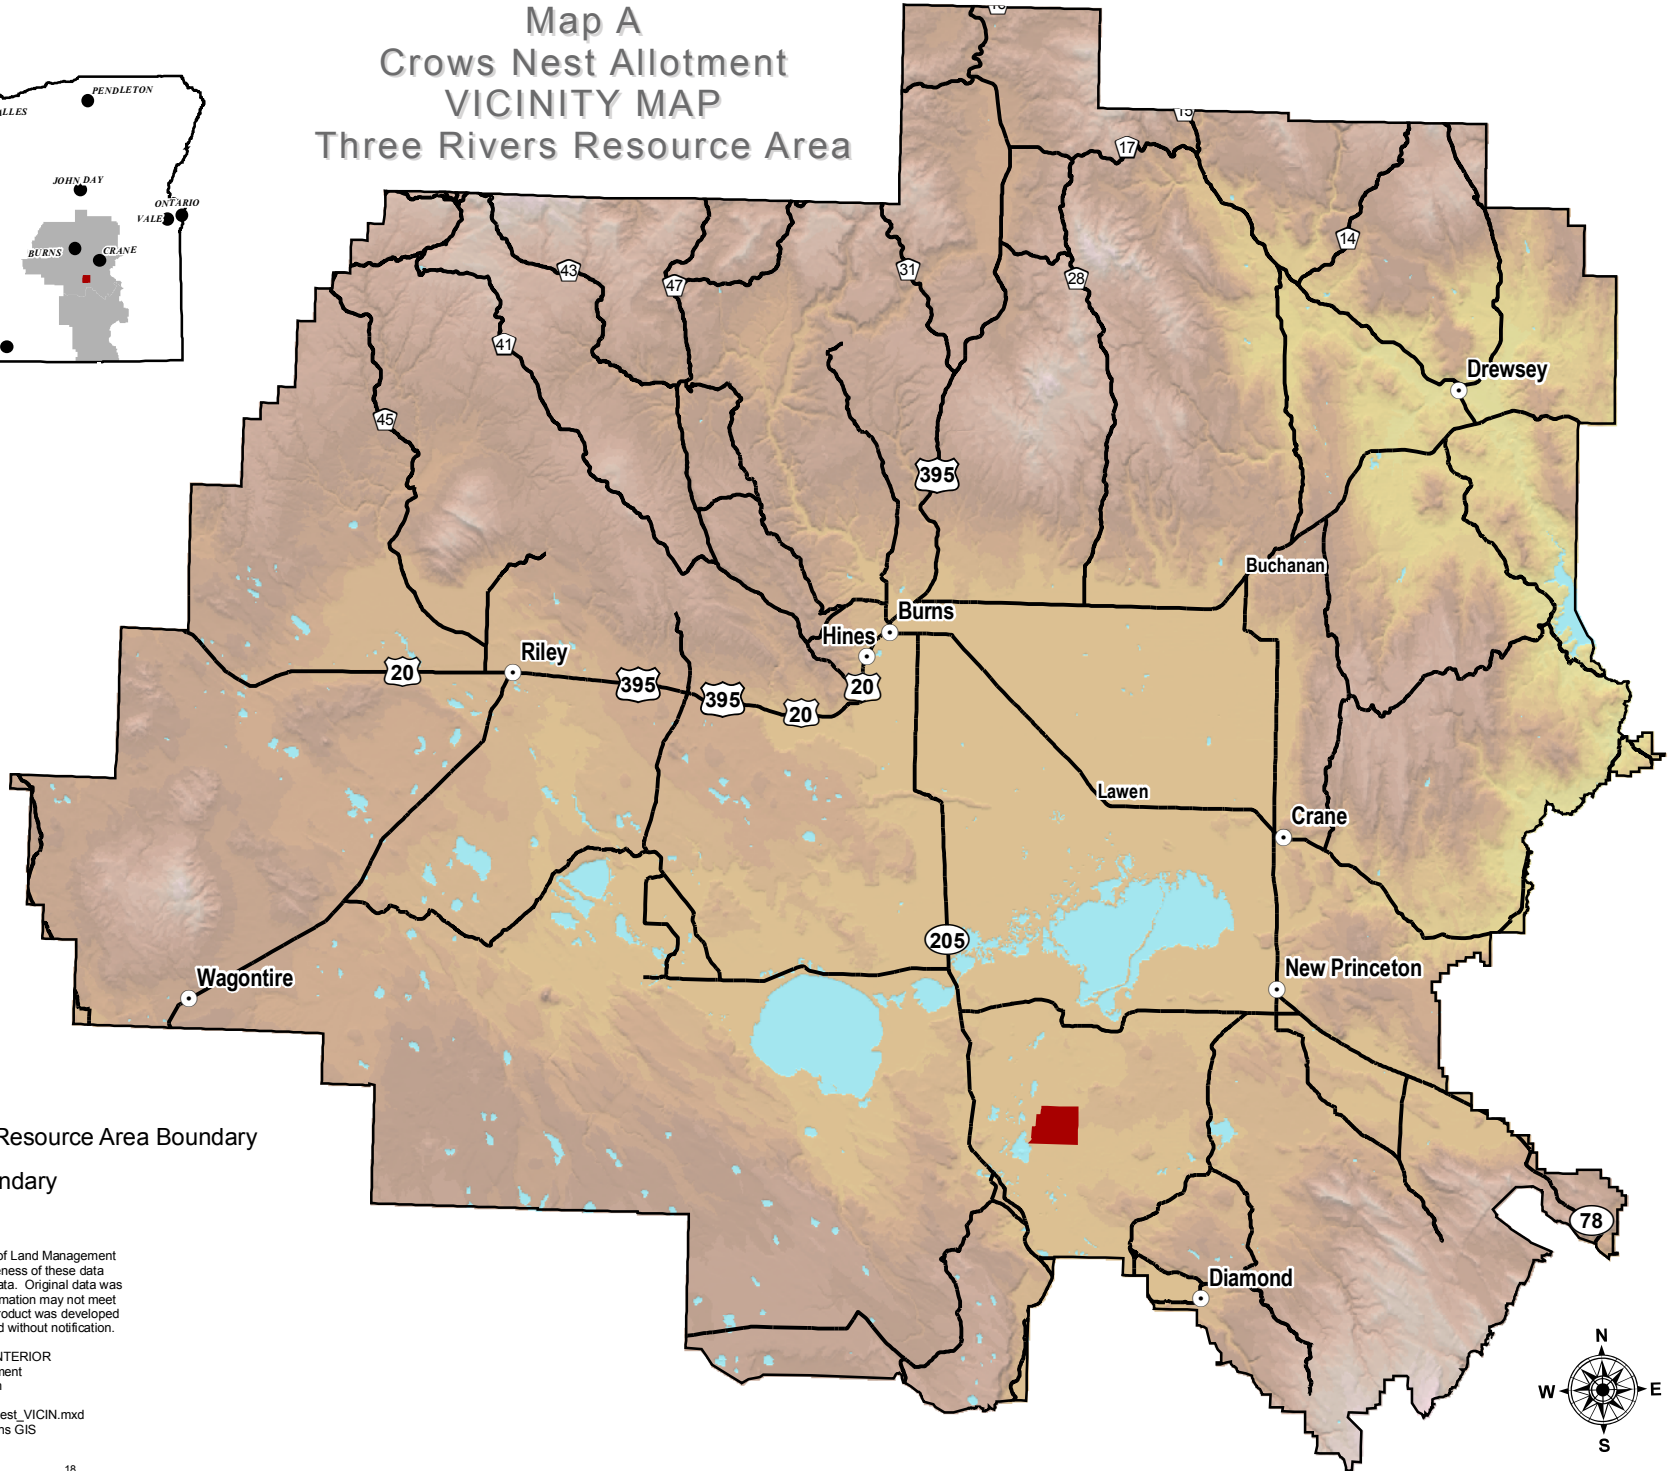 Map A
Crows Nest Allotment
VICINITY MAP
Three Rivers Resource Area
PENDLETON
ALLES
JOHN DAY
ONTARIO
VALE
BURNS
CRANE
15
17
14
43
31
28
47
41
45
Drewsey
395
Buchanan
Burns
Hines
Riley
20
395
395
20
20
Lawen
Crane
205
New Princeton
Wagontire
Resource Area Boundary
ndary
78
Diamond
of Land Management
eness of these data
ata. Original data was
mation may not meet
roduct was developed
d without notification.
NTERIOR
ment
est_VICIN.mxd
ns GIS
18
N
W
E
S